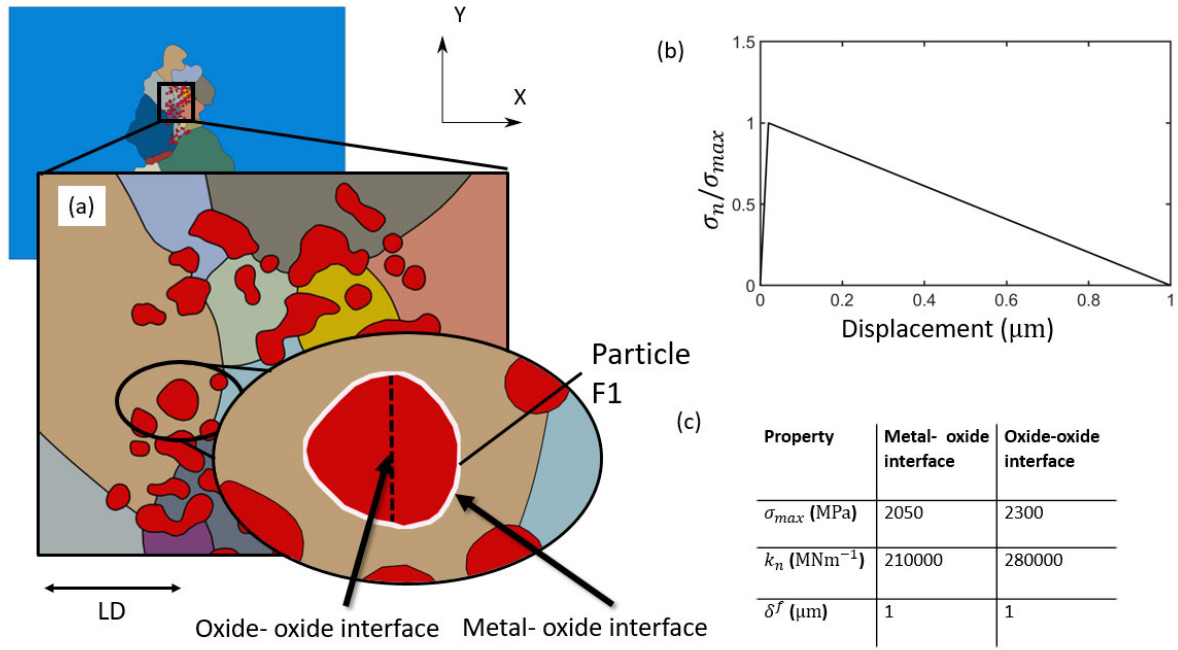 Y
X
(a)
Particle
F1
LD
Oxide- oxide interface
Metal- oxide interface
(b)
1.5
1
0.5
0
σₙ/σₘₐₓ
0 0.2 0.4 0.6 0.8 1
Displacement (μm)
(c)
Property Metal- oxide interface Oxide-oxide interface
σₘₐₓ (MPa) 2050 2300
kₙ (MNm⁻¹) 210000 280000
δᶠ (μm) 1 1